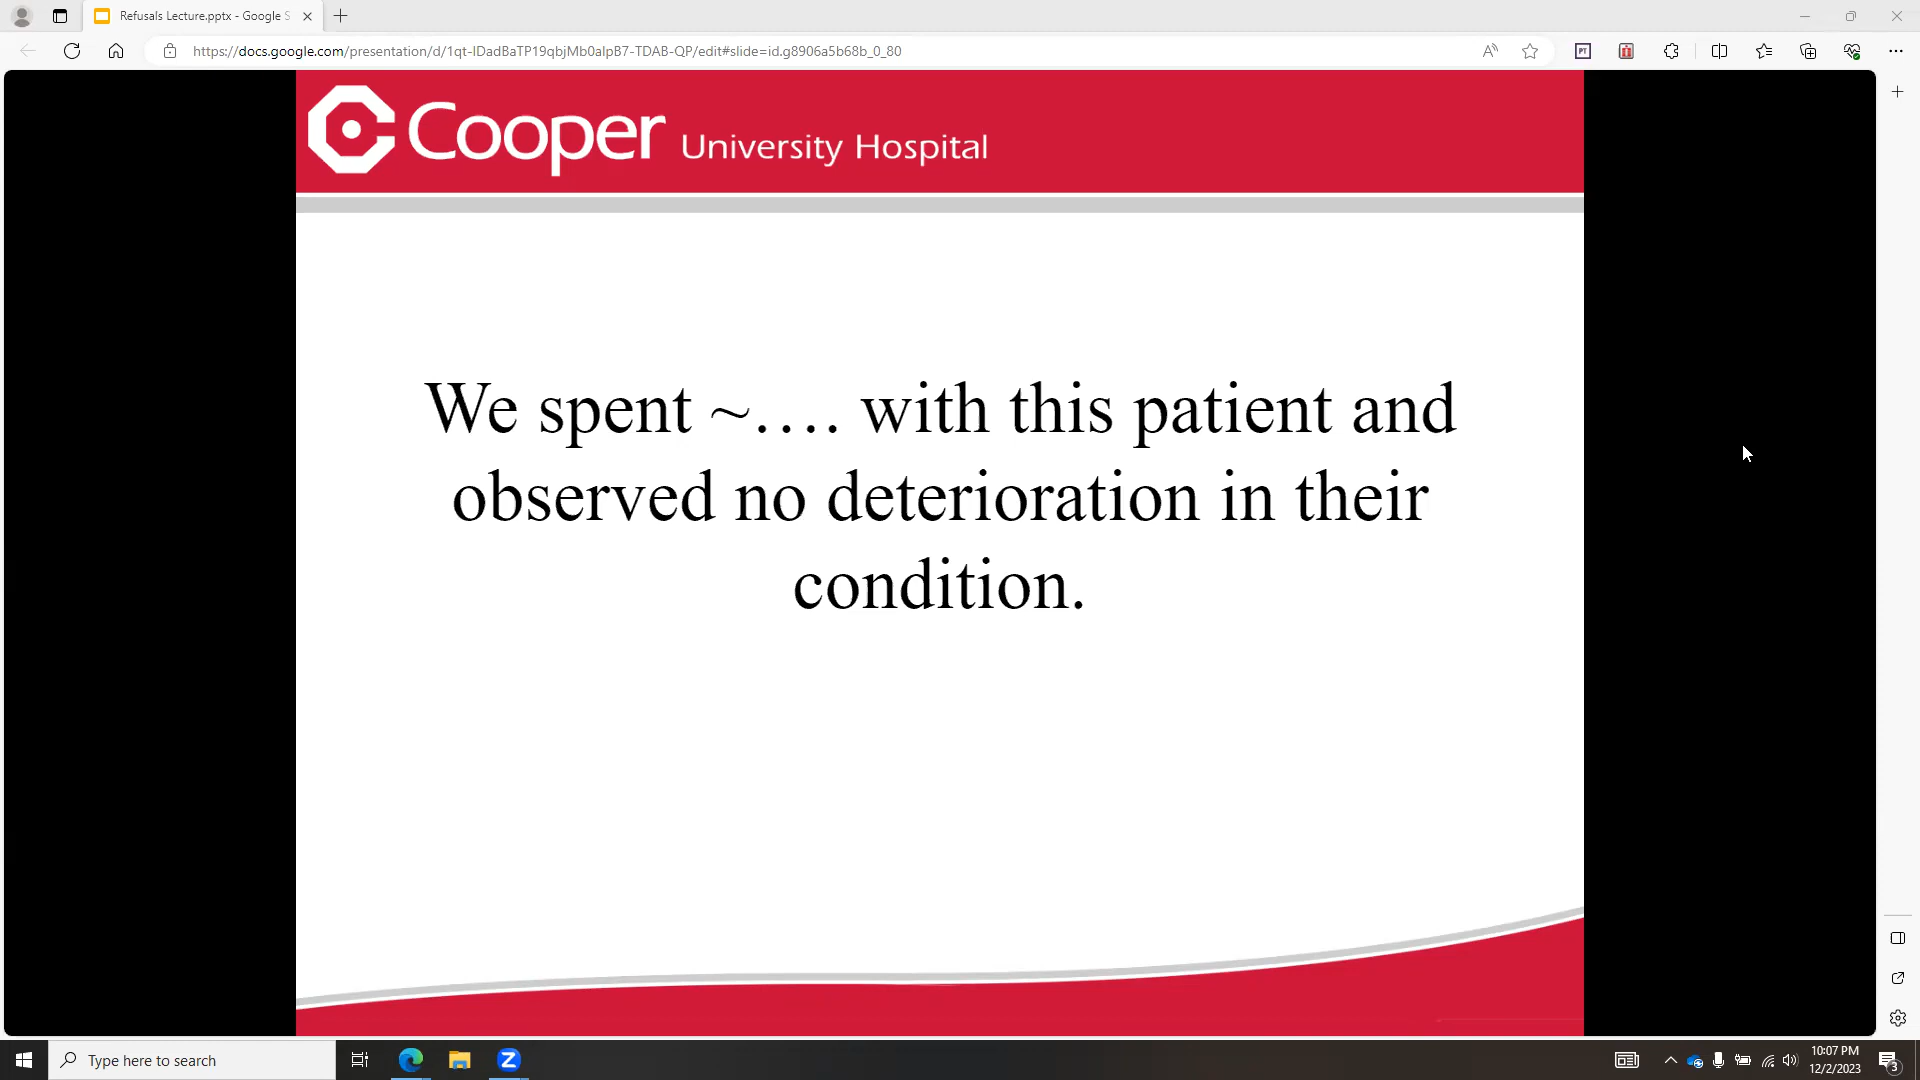 Refusals Lecture.pptx - Google S
https://docs.google.com/presentation/d/1qt-IDadBaTP19qbjMb0alpB7-TDAB-QP/edit#slide=id.g8906a5b68b_0_80
PT
Cooper University Hospital
We spent ~…. with this patient and
observed no deterioration in their
condition.
Type here to search
10:07 PM
12/2/2023
3